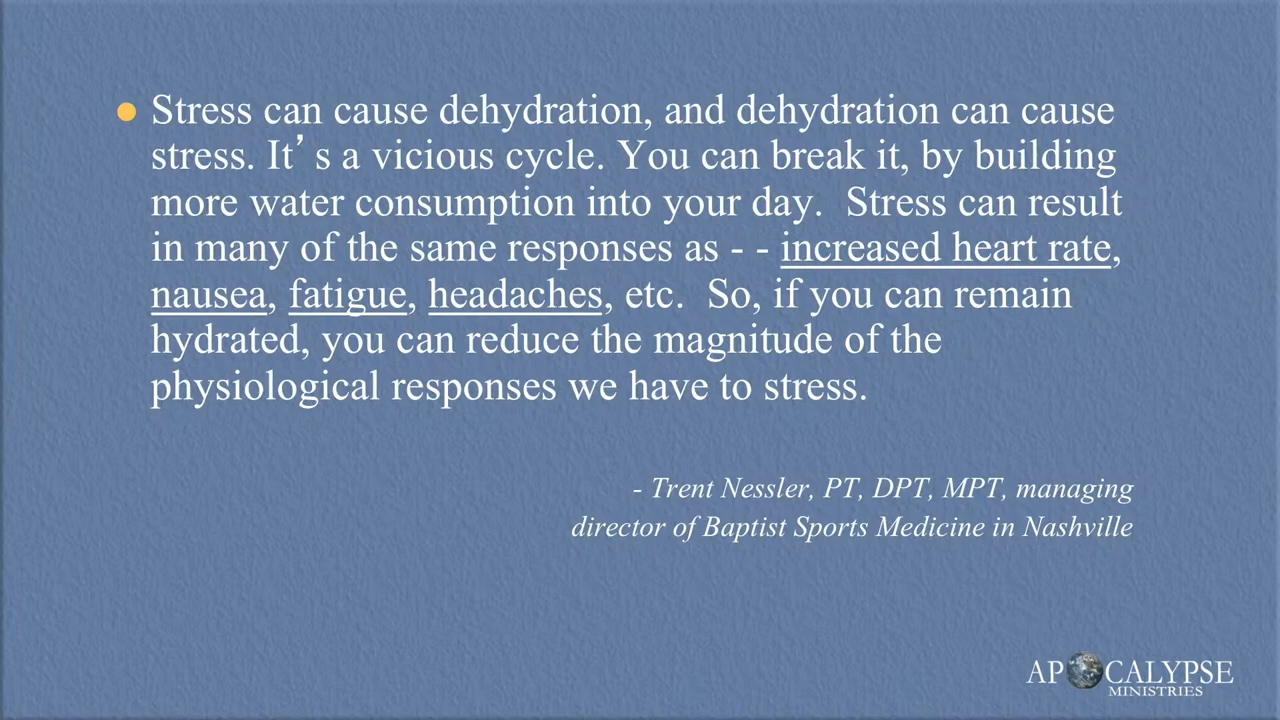 Stress can cause dehydration, and dehydration can cause
stress. It’ s a vicious cycle. You can break it, by building
more water consumption into your day.  Stress can result
in many of the same responses as - - increased heart rate,
nausea, fatigue, headaches, etc.  So, if you can remain
hydrated, you can reduce the magnitude of the
physiological responses we have to stress.
- Trent Nessler, PT, DPT, MPT, managing
director of Baptist Sports Medicine in Nashville
APOCALYPSE
MINISTRIES